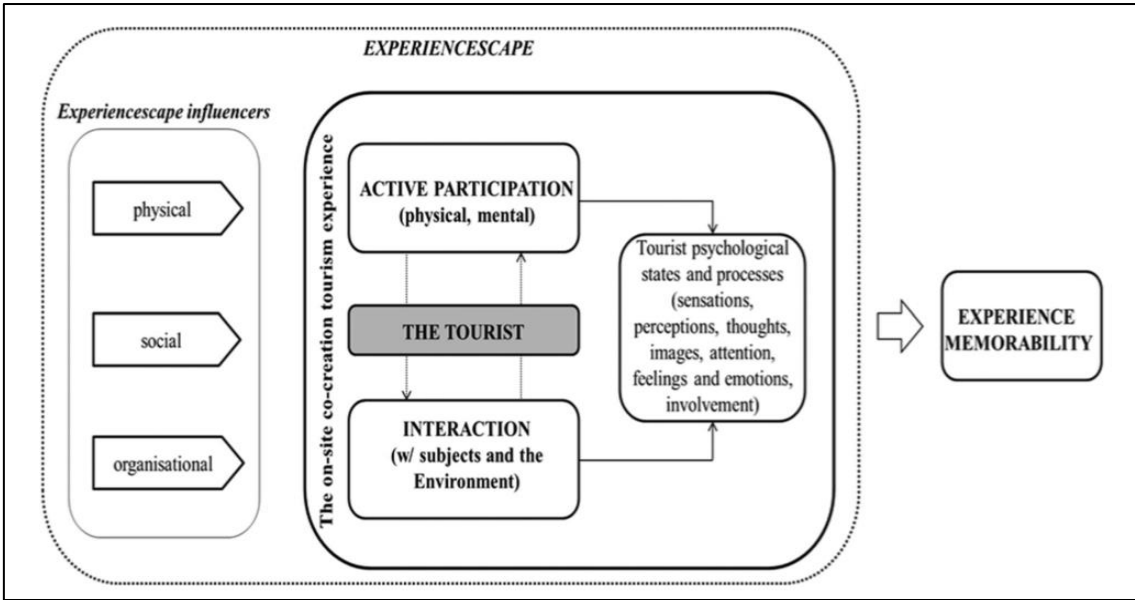 EXPERIENCESCAPE
Experiencescape influencers
physical
social
organisational
The on-site co-creation tourism experience
ACTIVE PARTICIPATION
(physical, mental)
THE TOURIST
INTERACTION
(w/ subjects and the
Environment)
Tourist psychological
states and processes
(sensations,
perceptions, thoughts,
images, attention,
feelings and emotions,
involvement)
EXPERIENCE
MEMORABILITY